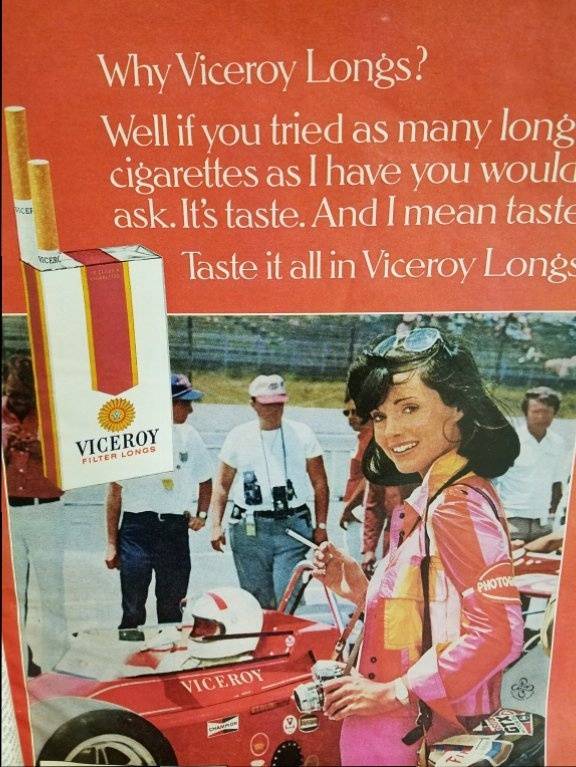 Why Viceroy Longs?
Well if you tried as many long
cigarettes as I have you would
ask. It's taste. And I mean taste
Taste it all in Viceroy Longs
VICEROY
FILTER LONGS
VICEROY
CHAMPION